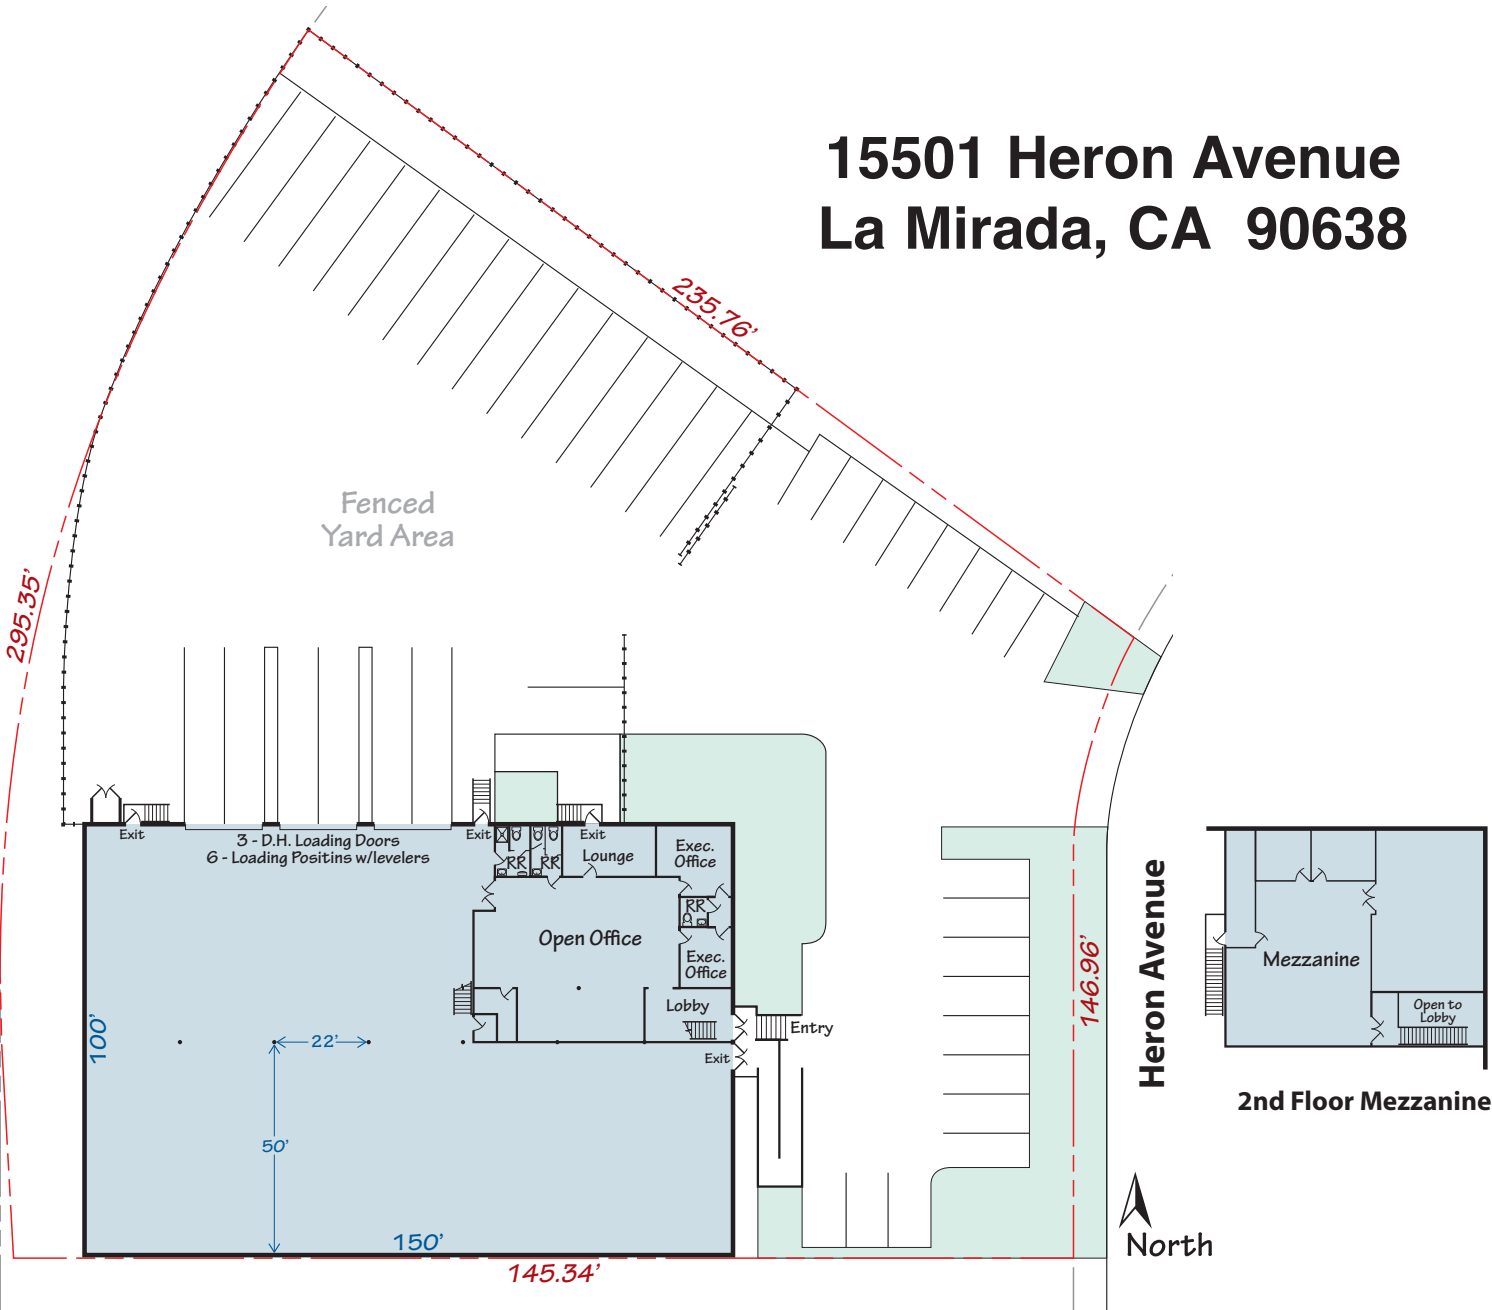 15501 Heron Avenue
La Mirada, CA 90638
235.76'
Fenced
Yard Area
295.35'
Exit
3 - D.H. Loading Doors
6 - Loading Positins w/levelers
Exit
Exit
RR
RR
Lounge
Exec.
Office
RR
Open Office
Exec.
Office
Lobby
Entry
Exit
100'
22'
50'
150'
145.34'
146.96'
Heron Avenue
Mezzanine
Open to
Lobby
2nd Floor Mezzanine
North